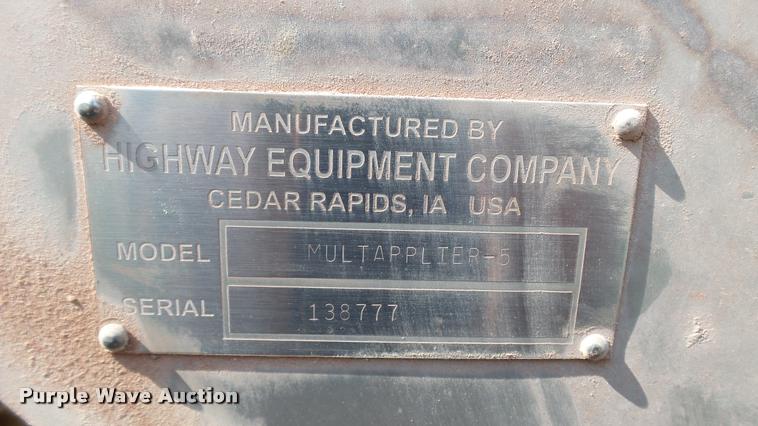 MANUFACTURED BY
HIGHWAY EQUIPMENT COMPANY
CEDAR RAPIDS, IA USA
MODEL MULTAPPLIER-5
SERIAL 138777
Purple Wave Auction®